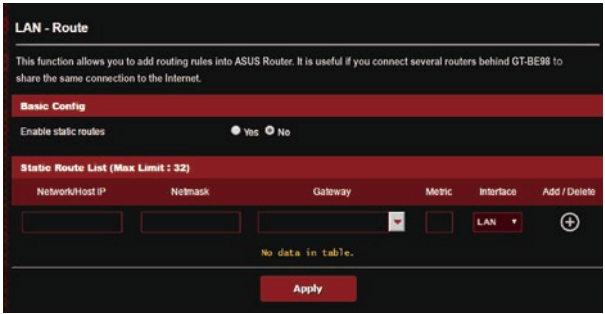 LAN - Route
This function allows you to add routing rules into ASUS Router. It is useful if you connect several routers behind GT-BE98 to
share the same connection to the Internet.
Basic Config
Enable static routes Yes No
Static Route List (Max Limit : 32)
Network/Host IP Netmask Gateway Metric Interface Add / Delete
LAN
No data in table.
Apply